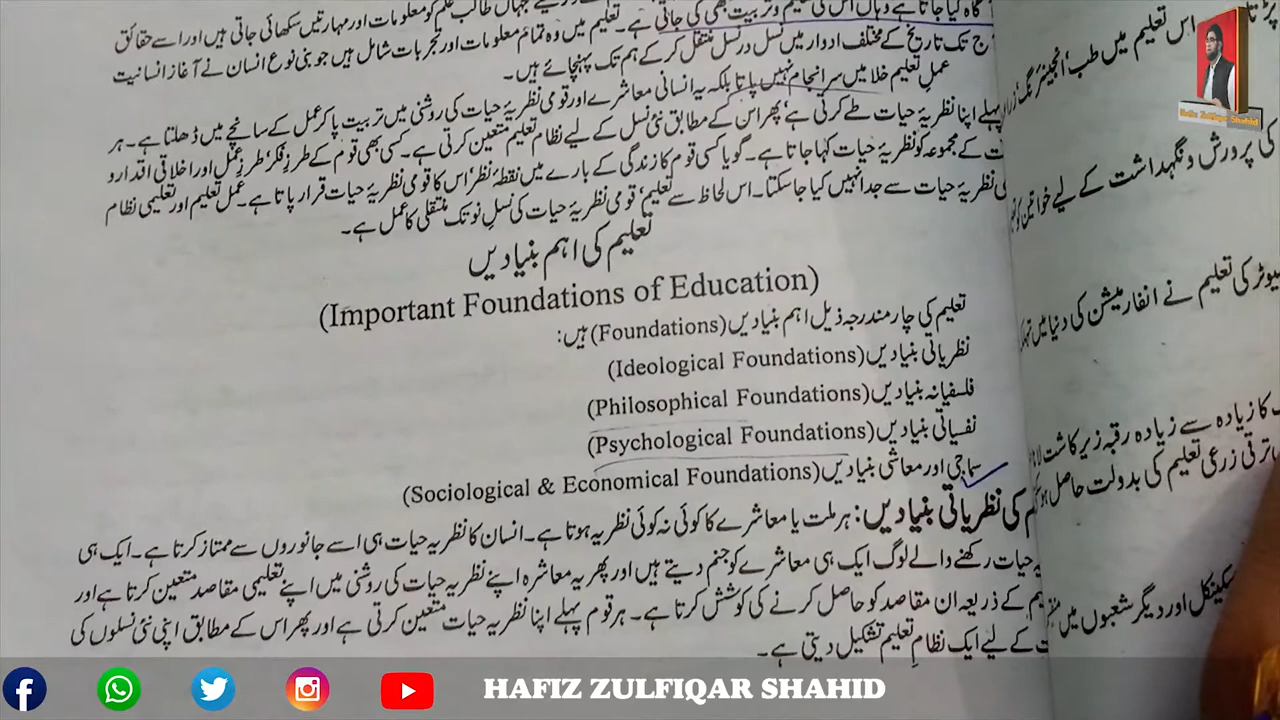 گاہ کیا جاتا ہے وہاں اس کی تعلیم و تربیت بھی کی جاتی ہے۔ تعلیم میں وہ تمام معلومات اور تجربات شامل ہیں جو بنی نوع انسان نے آغاز انسانیت
ج تک تاریخ کے مختلف ادوار میں نسل در نسل منتقل کر کے ہم تک پہنچائے ہیں۔
عملِ تعلیم خلا میں سر انجام نہیں پاتا بلکہ یہ انسانی معاشرے اور قومی نظریۂ حیات کی روشنی میں تربیت پا کر عمل کے سانچے میں ڈھلتا ہے۔ ہر
پہلے اپنا نظریۂ حیات طے کرتی ہے، پھر اس کے مطابق نئی نسل کے لیے نظام تعلیم متعین کرتی ہے۔ کسی بھی قوم کے طرزِ فکر، طرزِ عمل اور اخلاقی اقدار و
ت کے مجموعہ کو نظریۂ حیات کہا جاتا ہے۔ گویا کسی قوم کا زندگی کے بارے میں نقطۂ نظر، اس کا قومی نظریۂ حیات قرار پاتا ہے۔ عمل تعلیم اور تعلیمی نظام
کی نظریۂ حیات سے جدا نہیں کیا جا سکتا۔ اس لحاظ سے تعلیم، قومی نظریۂ حیات کی نسلِ نو تک منتقلی کا عمل ہے۔
تعلیم کی اہم بنیادیں
(Important Foundations of Education)
تعلیم کی چار مندرجہ ذیل اہم بنیادیں (Foundations) ہیں:
نظریاتی بنیادیں (Ideological Foundations)
فلسفیانہ بنیادیں (Philosophical Foundations)
نفسیاتی بنیادیں (Psychological Foundations)
سماجی اور معاشی بنیادیں (Sociological & Economical Foundations)
م کی نظریاتی بنیادیں: ہر ملت یا معاشرے کا کوئی نہ کوئی نظریہ ہوتا ہے۔ انسان کا نظریہ حیات ہی اسے جانوروں سے ممتاز کرتا ہے۔ ایک ہی
یہ حیات رکھنے والے لوگ ایک ہی معاشرے کو جنم دیتے ہیں اور پھر یہ معاشرہ اپنے نظریہ حیات کی روشنی میں اپنے تعلیمی مقاصد متعین کرتا ہے اور
یم کے ذریعہ ان مقاصد کو حاصل کرنے کی کوشش کرتا ہے۔ ہر قوم پہلے اپنا نظریہ حیات متعین کرتی ہے اور پھر اس کے مطابق اپنی نئی نسلوں کی
ت کے لیے ایک نظامِ تعلیم تشکیل دیتی ہے۔
اس تعلیم میں طب، انجینئرنگ،
کی پرورش و نگہداشت کے لیے خواتین کو
کی تعلیم نے انفارمیشن کی دنیا میں
کا زیادہ سے زیادہ رقبہ زیر کاشت
ترقی زرعی تعلیم کی بدولت حاصل
اور دیگر شعبوں میں
Hafiz Zulfiqar Shahid
HAFIZ ZULFIQAR SHAHID